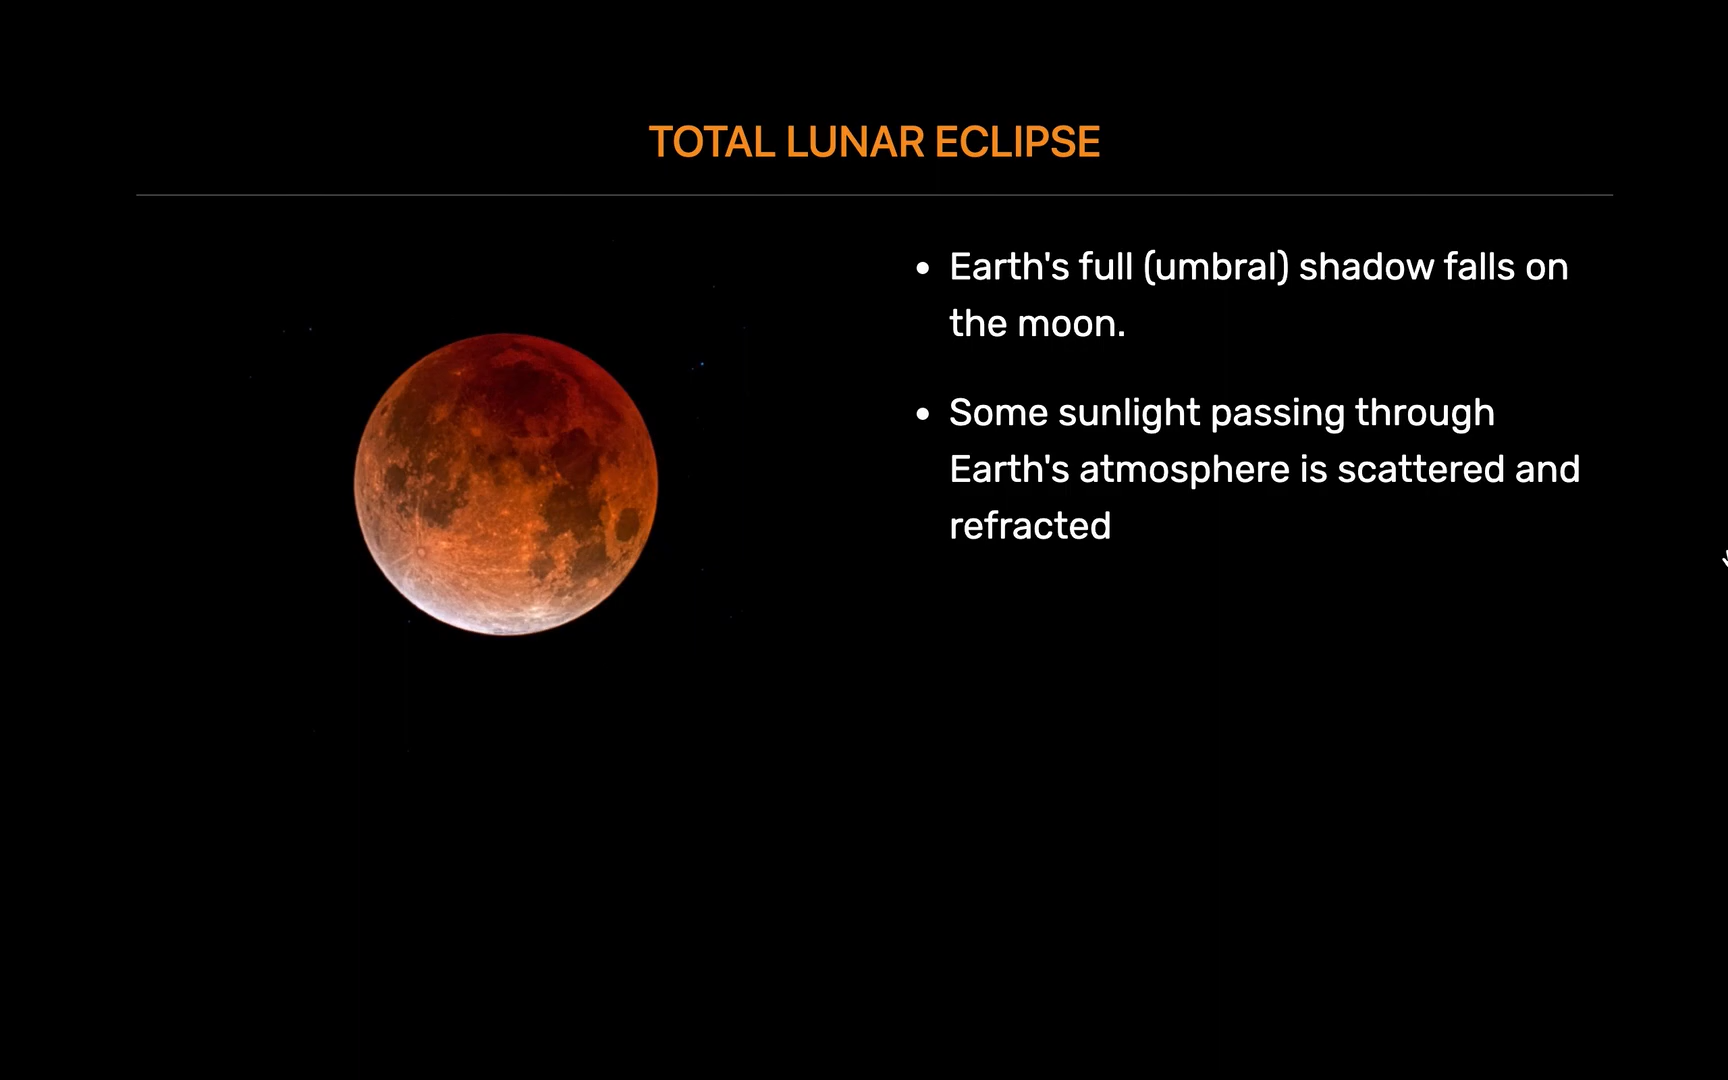 TOTAL LUNAR ECLIPSE
• Earth's full (umbral) shadow falls on
the moon.
• Some sunlight passing through
Earth's atmosphere is scattered and
refracted